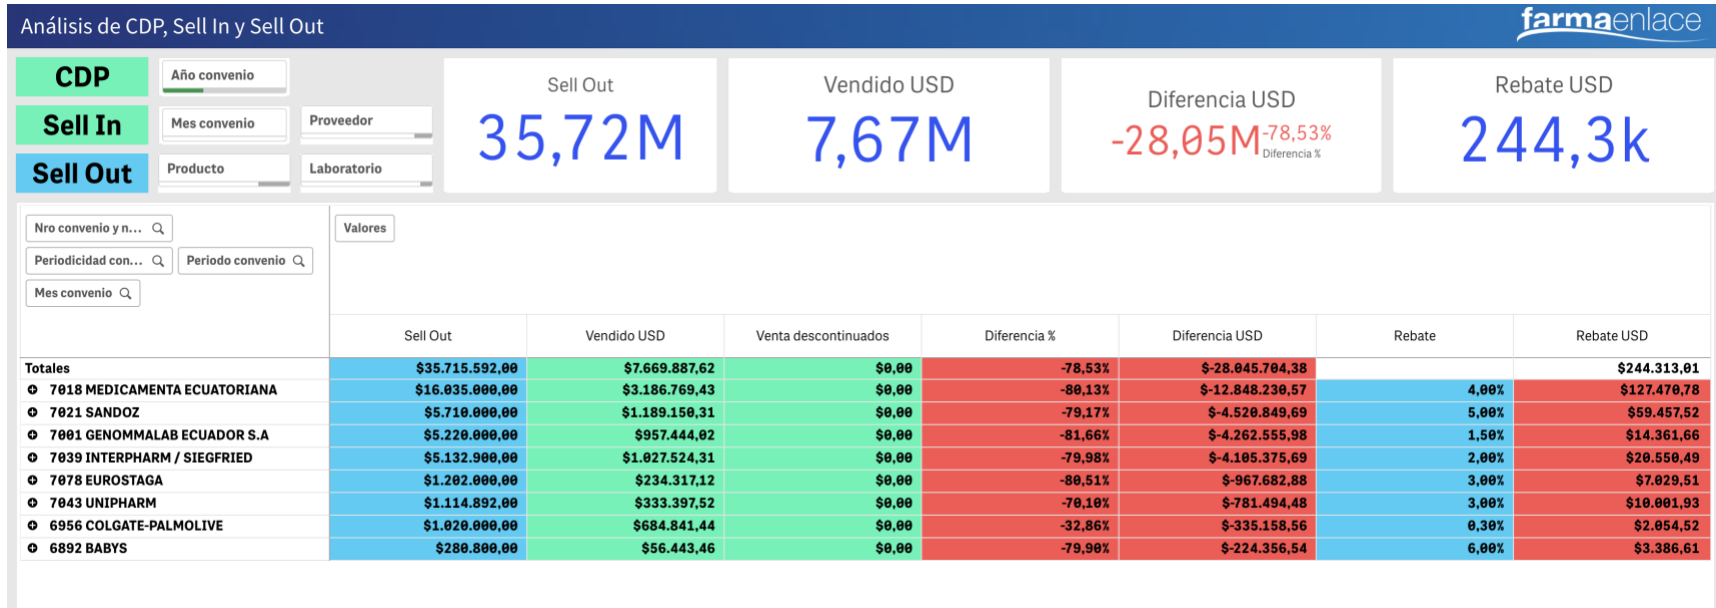 Análisis de CDP, Sell In y Sell Out
farmaenlace
CDP
Año convenio
Sell In
Mes convenio
Proveedor
Sell Out
Producto
Laboratorio
Sell Out
35,72M
Vendido USD
7,67M
Diferencia USD
-28,05M -78,53%
Diferencia %
Rebate USD
244,3k
Nro convenio y n...
Periodicidad con... Periodo convenio
Mes convenio
Valores
Sell Out Vendido USD Venta descontinuados Diferencia % Diferencia USD Rebate Rebate USD
Totales $35.715.592,00 $7.669.887,62 $0,00 -78,53% $-28.045.704,38 $244.313,01
7018 MEDICAMENTA ECUATORIANA $16.035.000,00 $3.186.769,43 $0,00 -80,13% $-12.848.230,57 4,00% $127.470,78
7021 SANDOZ $5.710.000,00 $1.189.150,31 $0,00 -79,17% $-4.520.849,69 5,00% $59.457,52
7001 GENOMMALAB ECUADOR S.A $5.220.000,00 $957.444,02 $0,00 -81,66% $-4.262.555,98 1,50% $14.361,66
7039 INTERPHARM / SIEGFRIED $5.132.900,00 $1.027.524,31 $0,00 -79,98% $-4.105.375,69 2,00% $20.550,49
7078 EUROSTAGA $1.202.000,00 $234.317,12 $0,00 -80,51% $-967.682,88 3,00% $7.029,51
7043 UNIPHARM $1.114.892,00 $333.397,52 $0,00 -70,10% $-781.494,48 3,00% $10.001,93
6956 COLGATE-PALMOLIVE $1.020.000,00 $684.841,44 $0,00 -32,86% $-335.158,56 0,30% $2.054,52
6892 BABYS $280.800,00 $56.443,46 $0,00 -79,90% $-224.356,54 6,00% $3.386,61